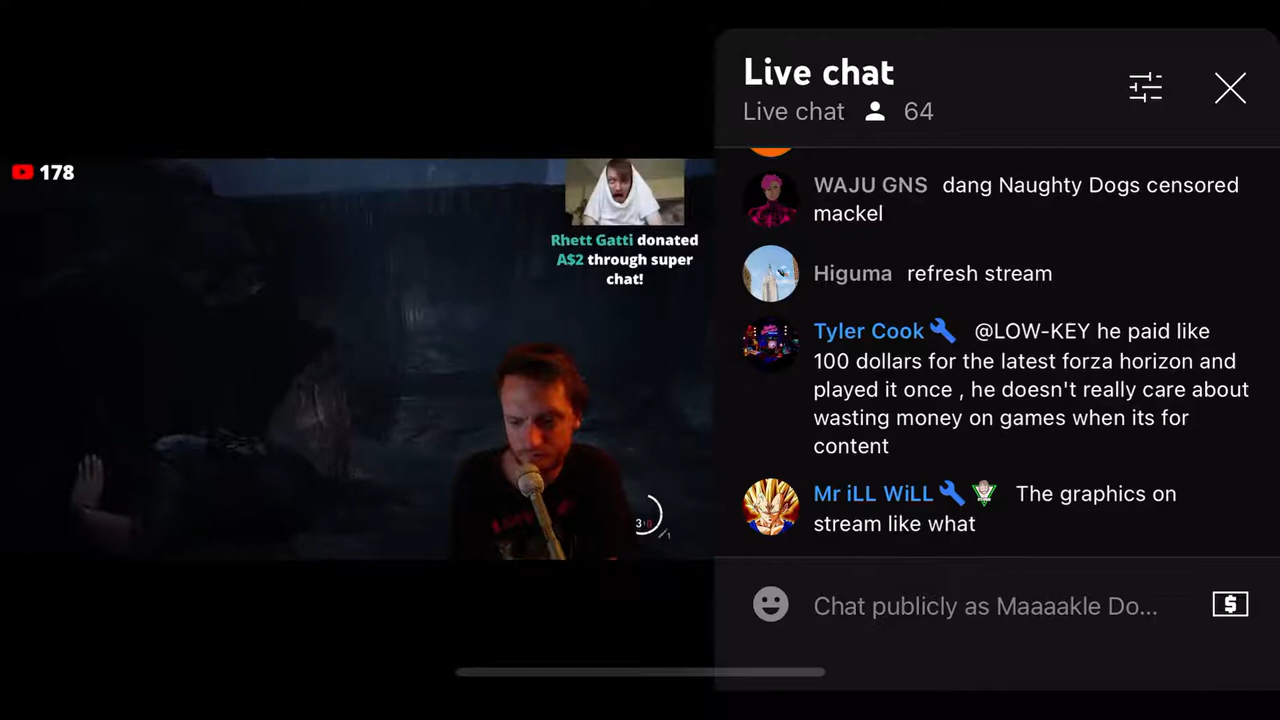 178
Rhett Gatti donated
A$2 through super
chat!
3
0
1
Live chat
Live chat 64
WAJU GNS dang Naughty Dogs censored
mackel
Higuma refresh stream
Tyler Cook @LOW-KEY he paid like
100 dollars for the latest forza horizon and
played it once , he doesn't really care about
wasting money on games when its for
content
Mr iLL WiLL The graphics on
stream like what
Chat publicly as Maaaakle Do...
$